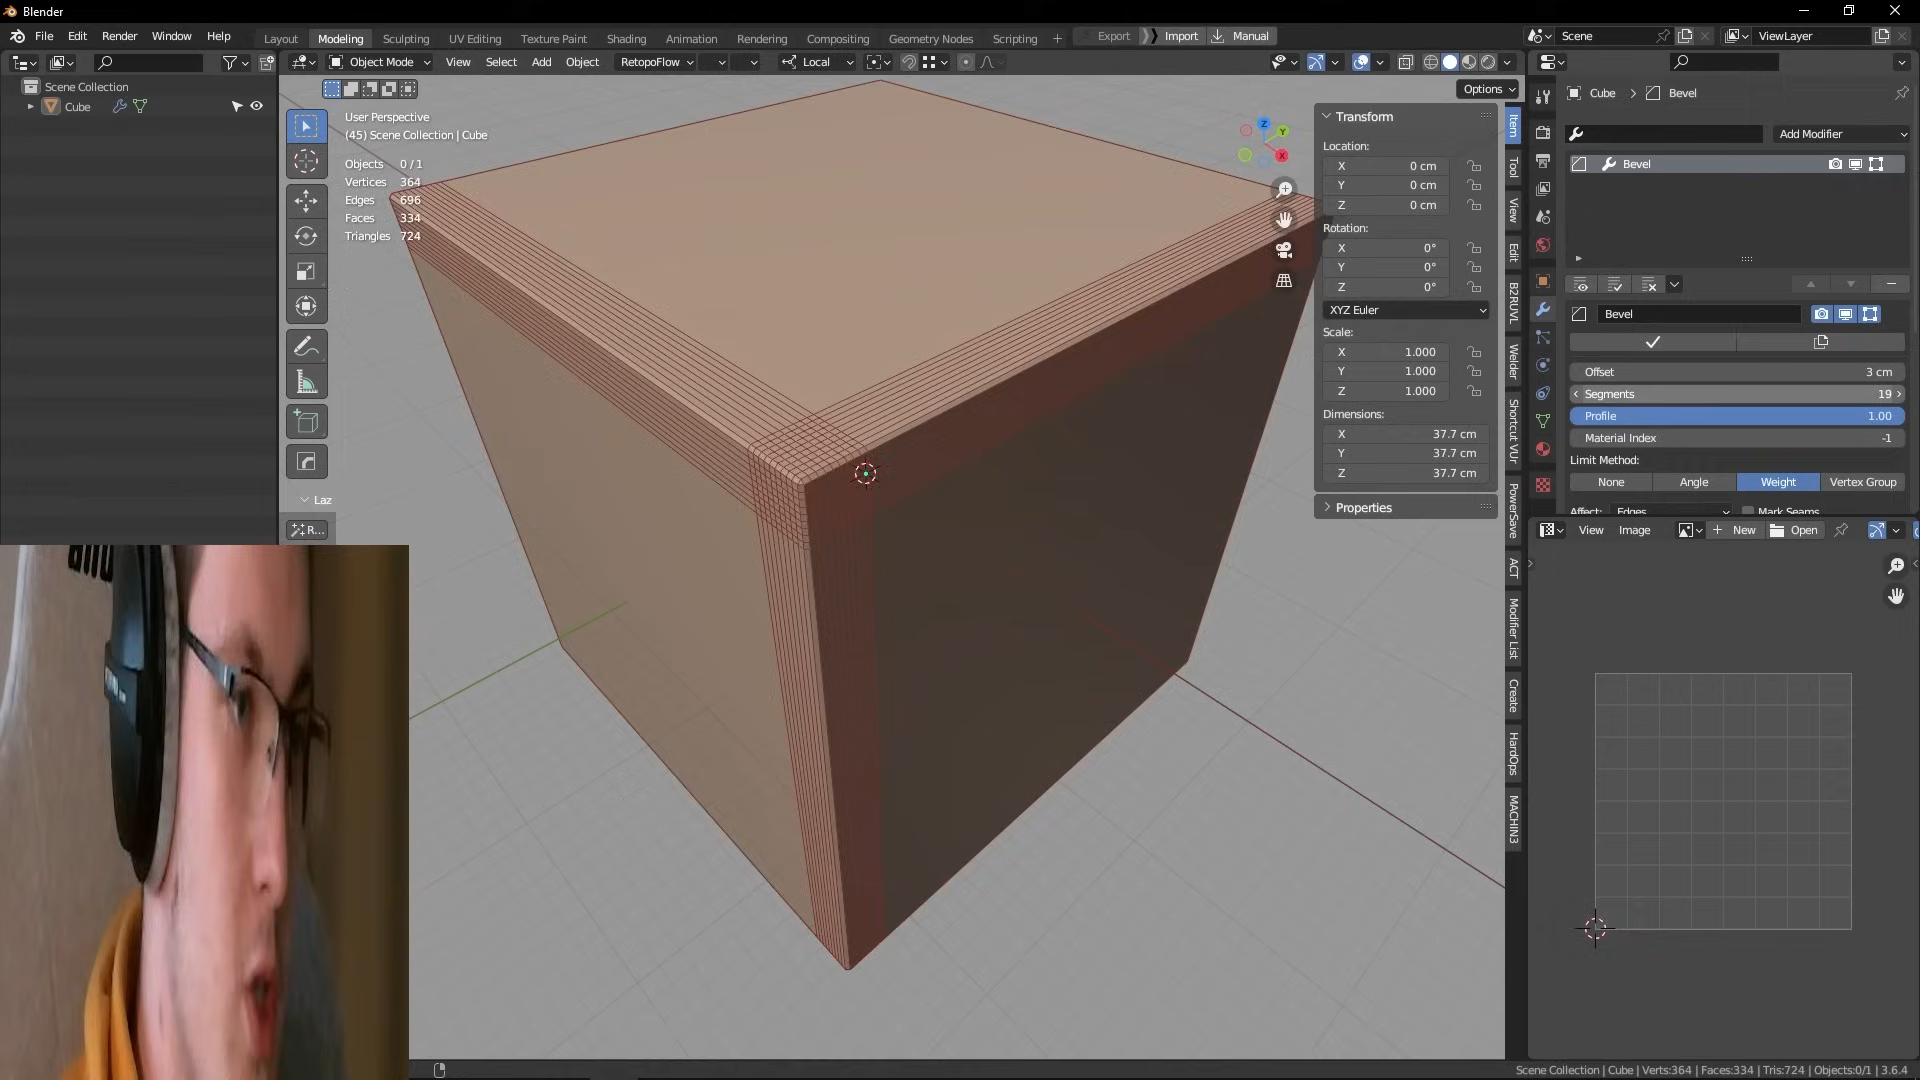 Blender
File Edit Render Window Help
Layout Modeling Sculpting UV Editing Texture Paint Shading Animation Rendering Compositing Geometry Nodes Scripting +
Export Import Manual
Scene
ViewLayer
Object Mode View Select Add Object RetopoFlow Local
Options
Scene Collection
Cube
User Perspective
(45) Scene Collection | Cube
Objects 0/1
Vertices 364
Edges 696
Faces 334
Triangles 724
Z
Y
X
Laz
R...
Transform
Location:
X 0 cm
Y 0 cm
Z 0 cm
Rotation:
X 0°
Y 0°
Z 0°
XYZ Euler
Scale:
X 1.000
Y 1.000
Z 1.000
Dimensions:
X 37.7 cm
Y 37.7 cm
Z 37.7 cm
Properties
Item
Tool
View
Edit
B2RUVL
Welder
Shortcut VUr
PowerSave
ACT
Modifier List
Create
HardOps
MACHIN3
Cube > Bevel
Add Modifier
Bevel
Bevel
Offset 3 cm
Segments 19
Profile 1.00
Material Index -1
Limit Method:
None Angle Weight Vertex Group
Affect: Edges Mark Seams
View Image + New Open
Scene Collection | Cube | Verts:364 | Faces:334 | Tris:724 | Objects:0/1 | 3.6.4